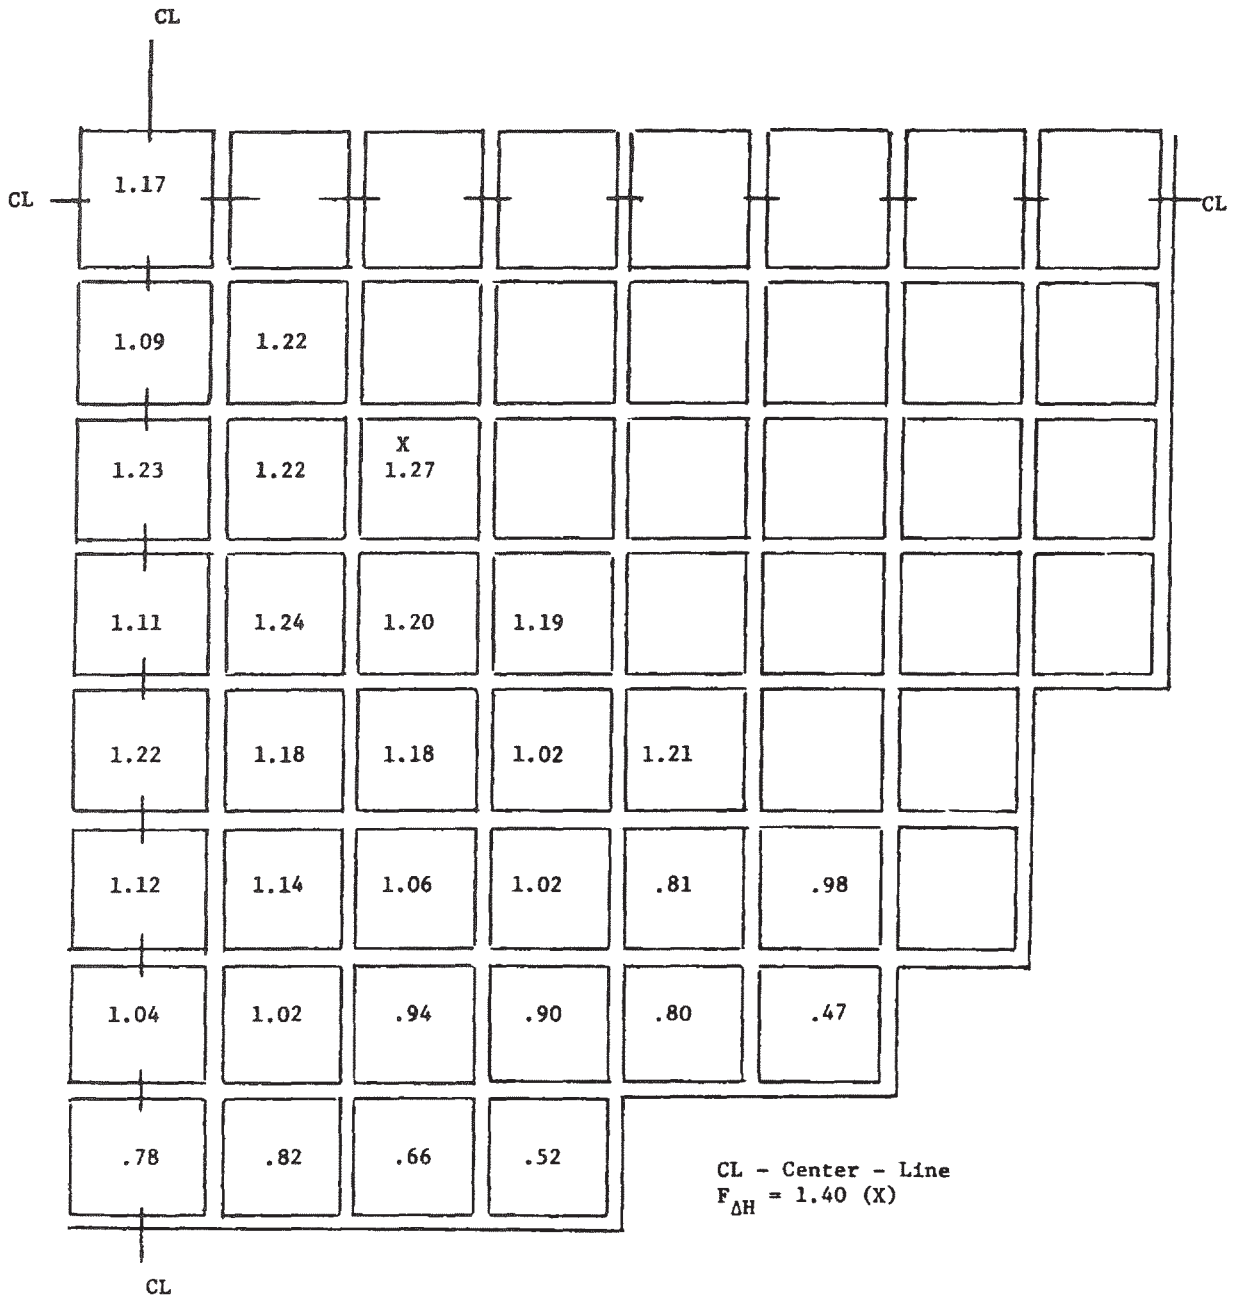 CL
CL 1.17 CL
1.09 1.22
X
1.23 1.22 1.27
1.11 1.24 1.20 1.19
1.22 1.18 1.18 1.02 1.21
1.12 1.14 1.06 1.02 .81 .98
1.04 1.02 .94 .90 .80 .47
.78 .82 .66 .52
CL - Center - Line
FΔH = 1.40 (X)
CL